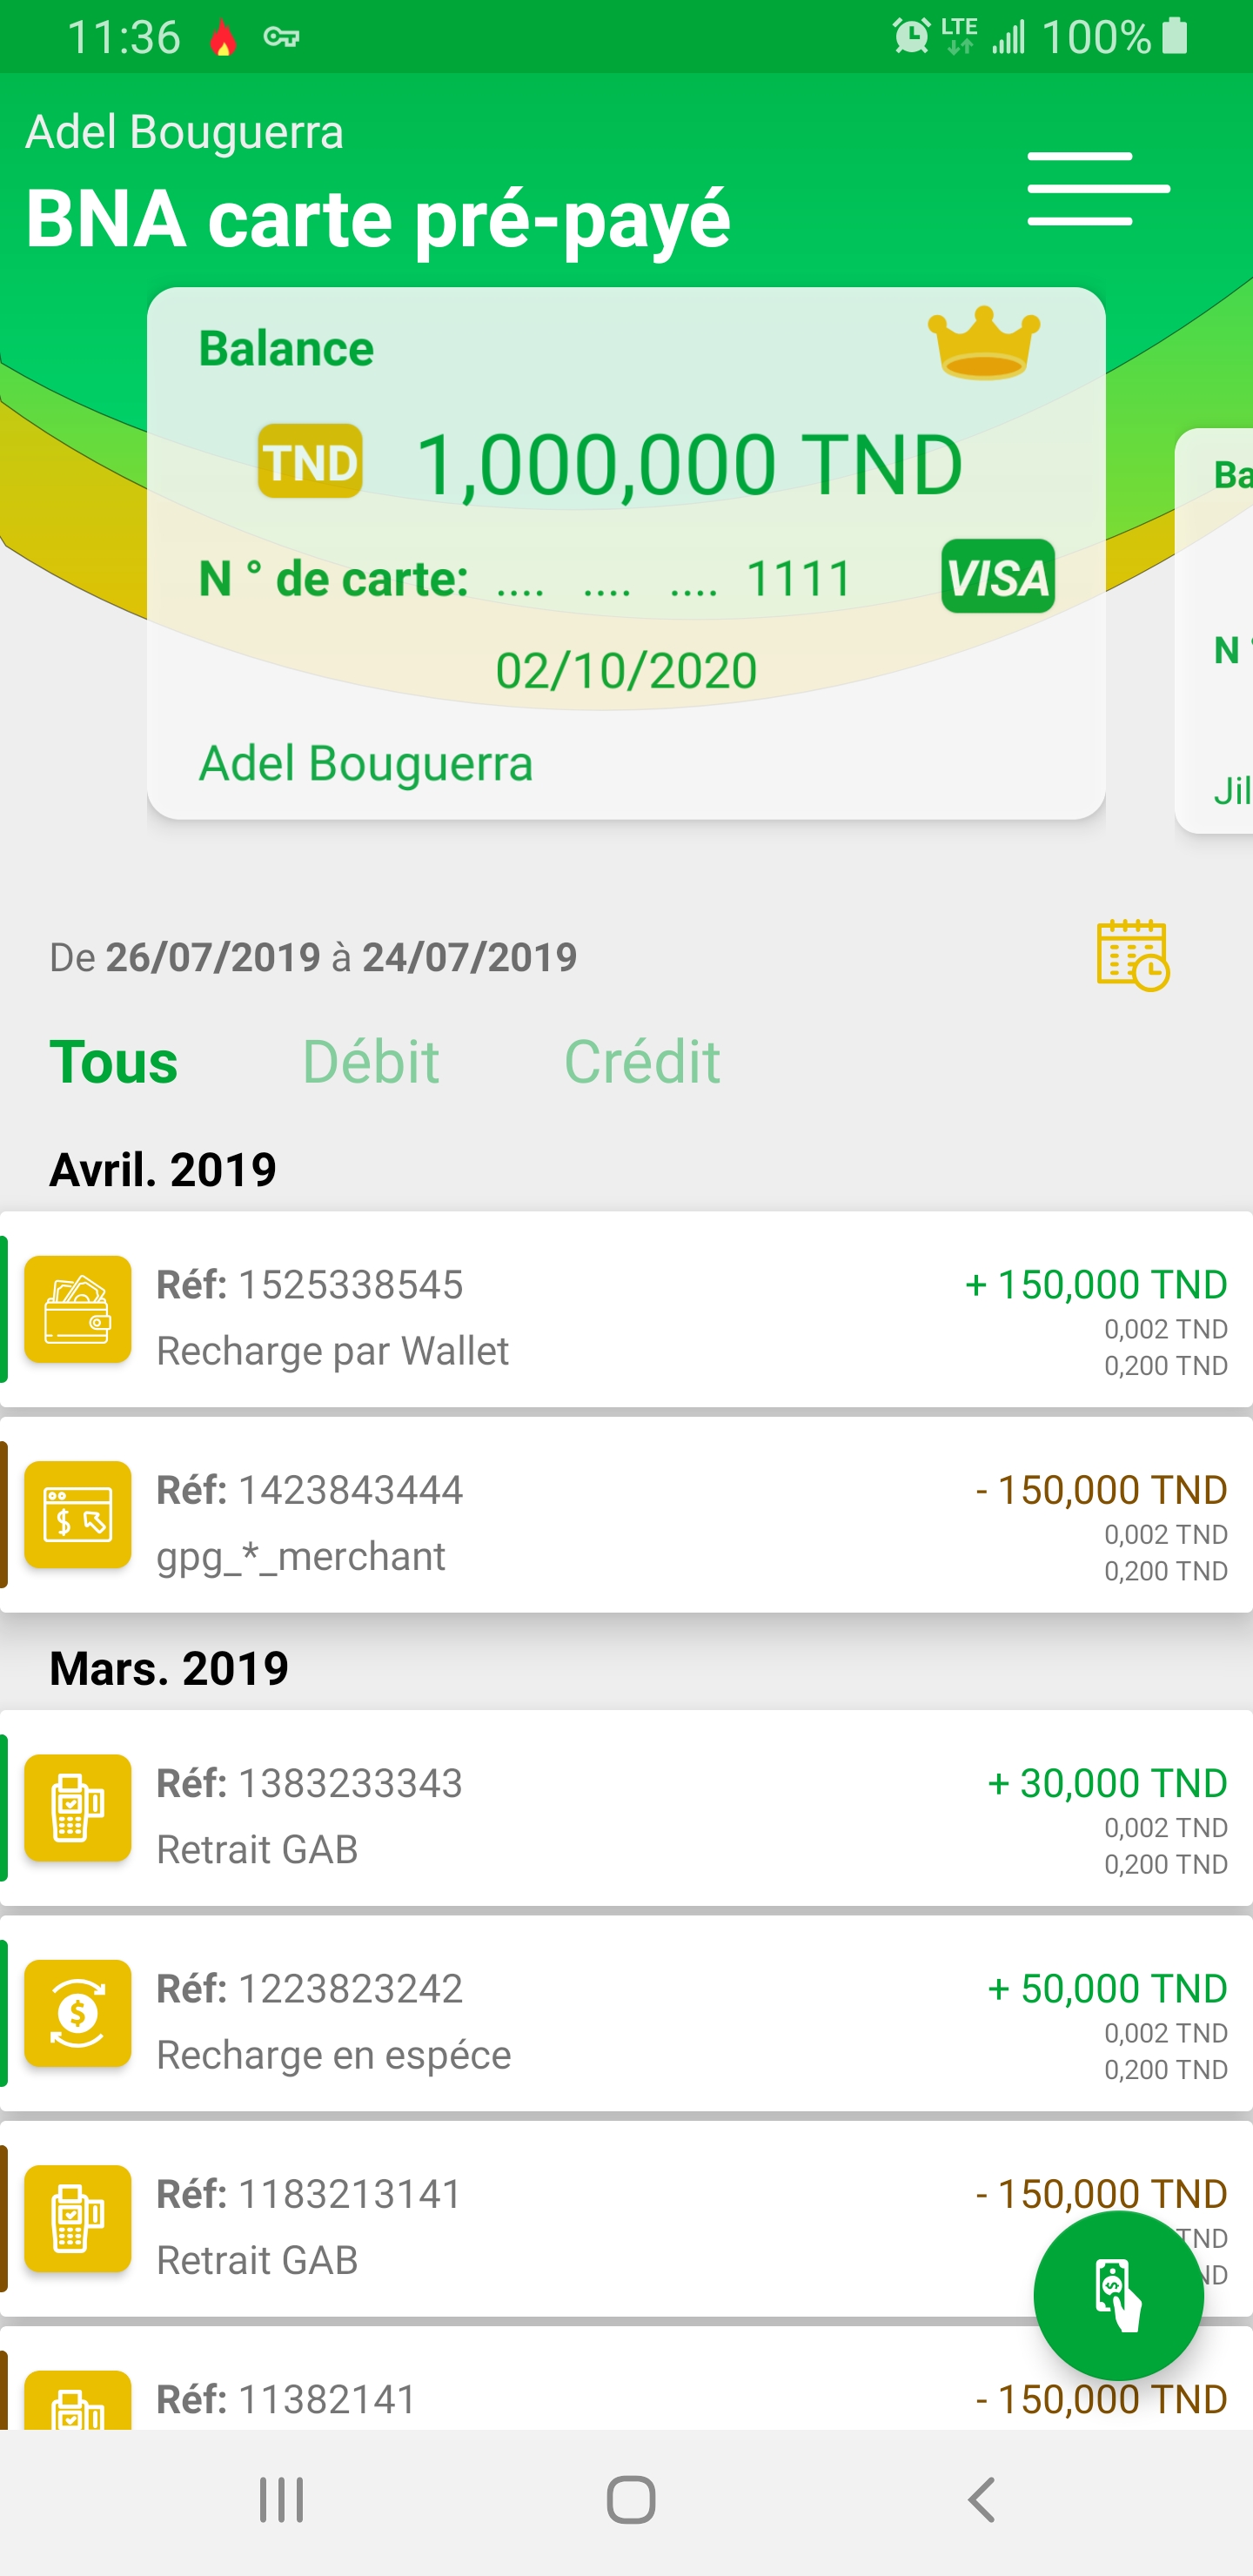 11:36 LTE 100%
Adel Bouguerra
BNA carte pré-payé
Balance
TND 1,000,000 TND
N ° de carte: .... .... .... 1111 VISA
02/10/2020
Adel Bouguerra
Ba
N °
Jil
De 26/07/2019 à 24/07/2019
Tous Débit Crédit
Avril. 2019
Réf: 1525338545 + 150,000 TND
0,002 TND
Recharge par Wallet
0,200 TND
Réf: 1423843444 - 150,000 TND
0,002 TND
gpg_*_merchant
0,200 TND
Mars. 2019
Réf: 1383233343 + 30,000 TND
0,002 TND
Retrait GAB
0,200 TND
Réf: 1223823242 + 50,000 TND
0,002 TND
Recharge en espéce
0,200 TND
Réf: 1183213141 - 150,000 TND
TND
Retrait GAB
ND
Réf: 11382141 - 150,000 TND